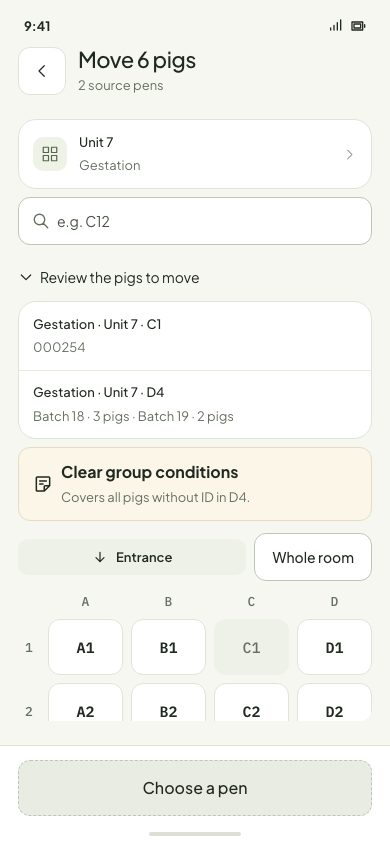 9:41
Move 6 pigs
2 source pens
Unit 7
Gestation
e.g. C12
Review the pigs to move
Gestation · Unit 7 · C1
000254
Gestation · Unit 7 · D4
Batch 18 · 3 pigs · Batch 19 · 2 pigs
Clear group conditions
Covers all pigs without ID in D4.
↓ Entrance
Whole room
A B C D
1 A1 B1 C1 D1
2 A2 B2 C2 D2
Choose a pen